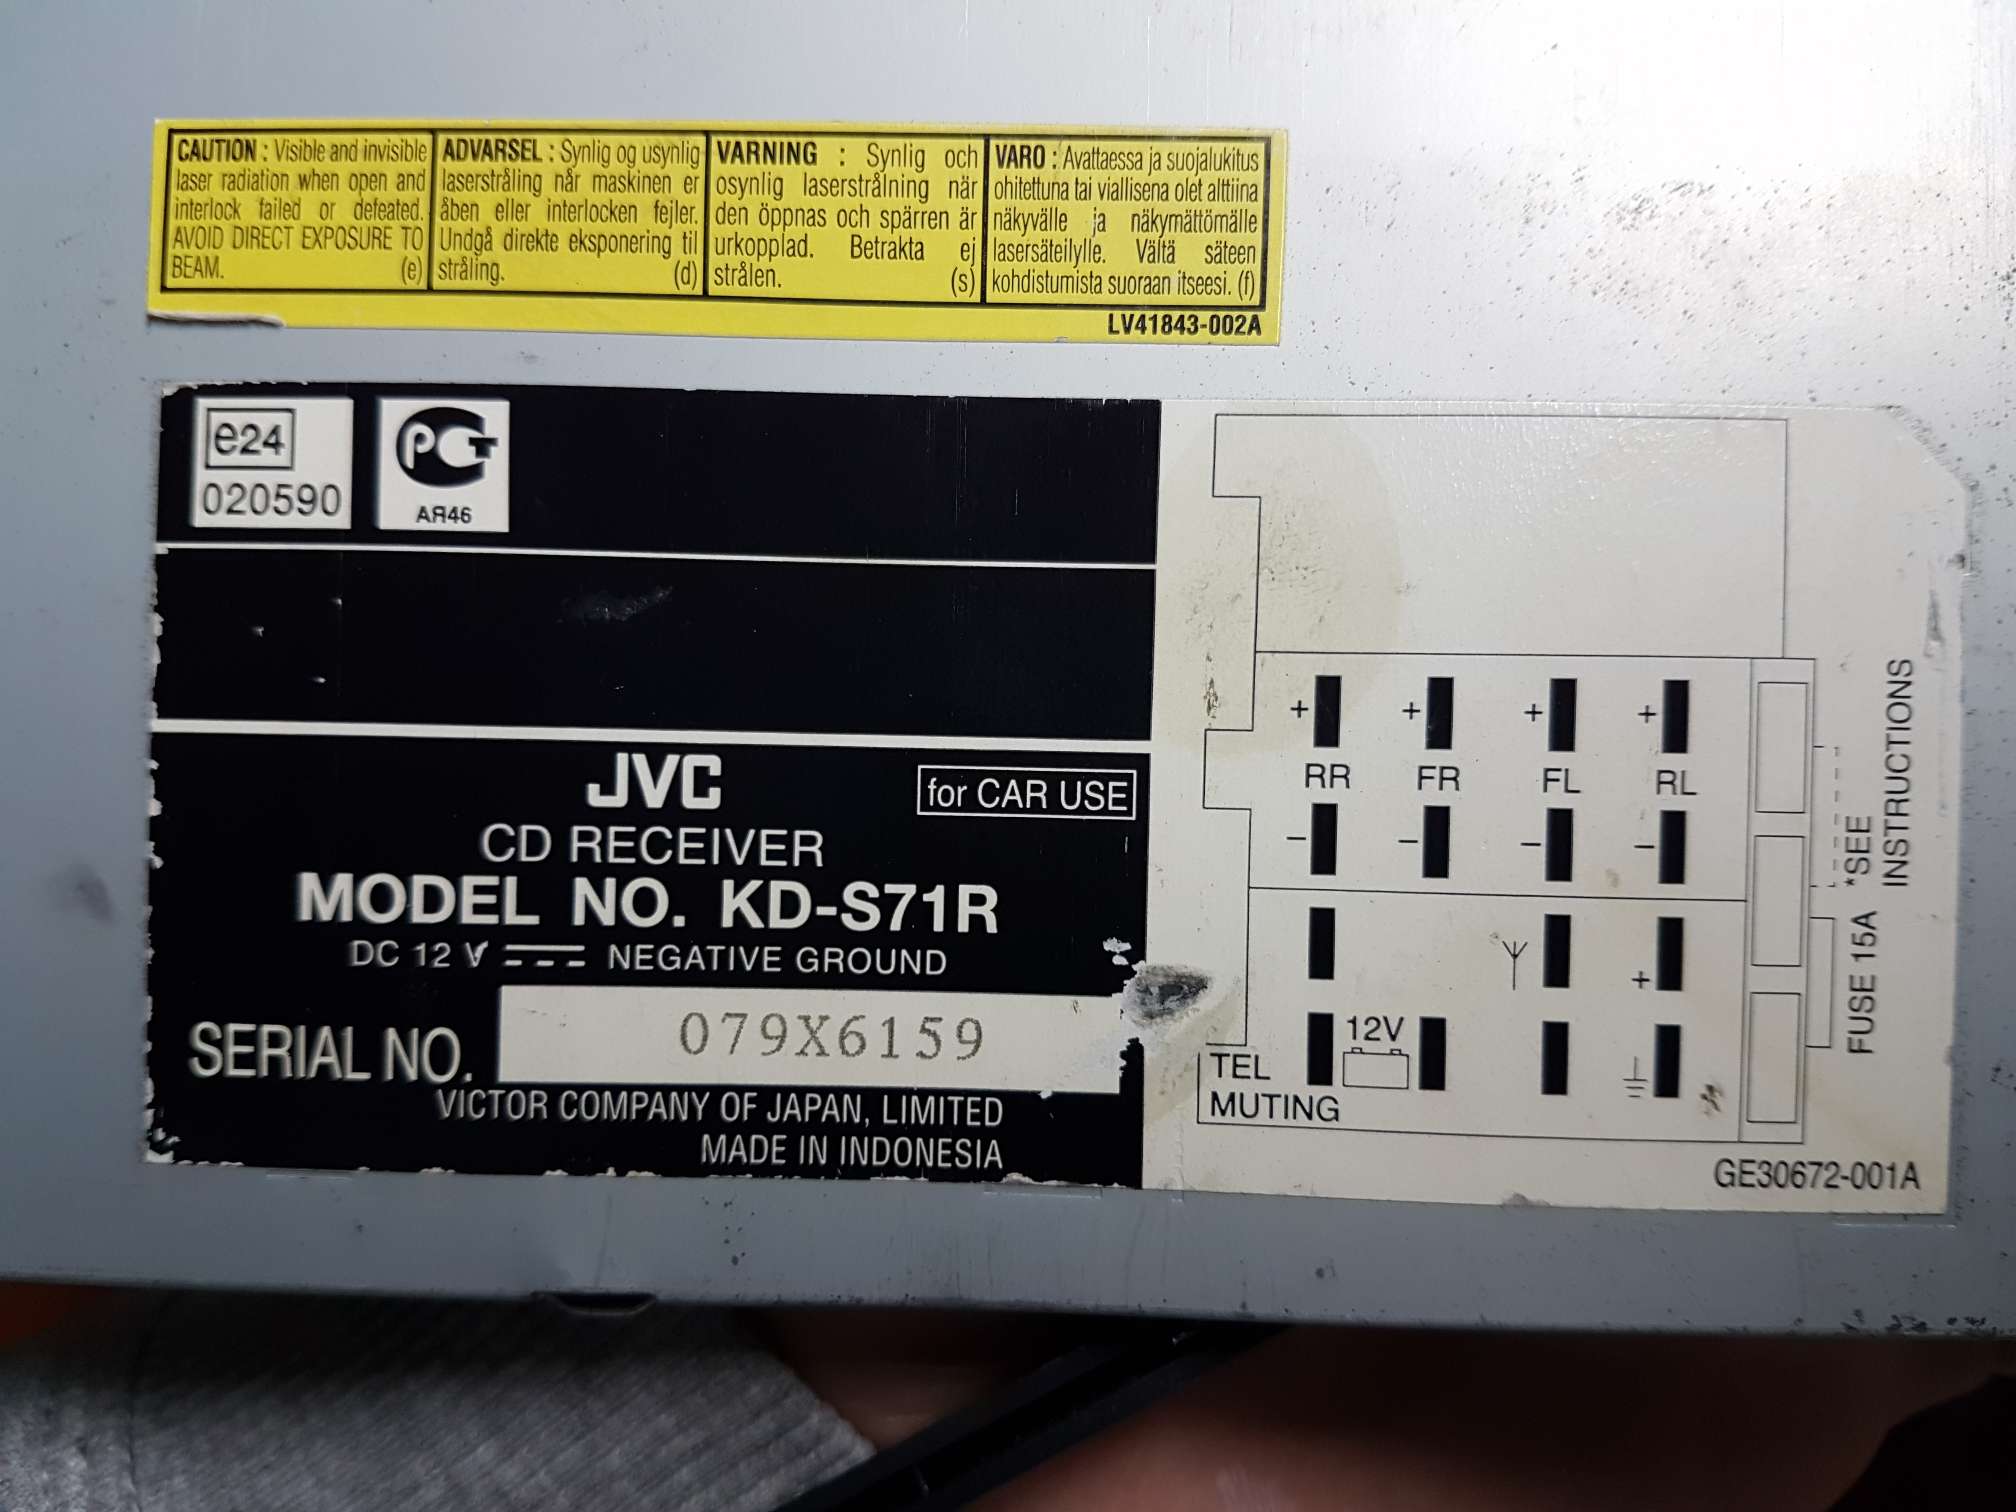 CAUTION : Visible and invisible
laser radiation when open and
interlock failed or defeated.
AVOID DIRECT EXPOSURE TO
BEAM. (e)
ADVARSEL : Synlig og usynlig
laserstråling når maskinen er
åben eller interlocken fejler.
Undgå direkte eksponering til
stråling. (d)
VARNING : Synlig och
osynlig laserstrålning när
den öppnas och spärren är
urkopplad. Betrakta ej
strålen. (s)
VARO : Avattaessa ja suojalukitus
ohitettuna tai viallisena olet alttiina
näkyvälle ja näkymättömälle
lasersäteilylle. Vältä säteen
kohdistumista suoraan itseesi. (f)
LV41843-002A
e24
020590
PCT
АЯ46
JVC
for CAR USE
CD RECEIVER
MODEL NO. KD-S71R
DC 12 V NEGATIVE GROUND
SERIAL NO. 079X6159
VICTOR COMPANY OF JAPAN, LIMITED
MADE IN INDONESIA
+ + + +
RR FR FL RL
– – – –
+
12V
TEL
MUTING
*SEE
INSTRUCTIONS
FUSE 15A
GE30672-001A